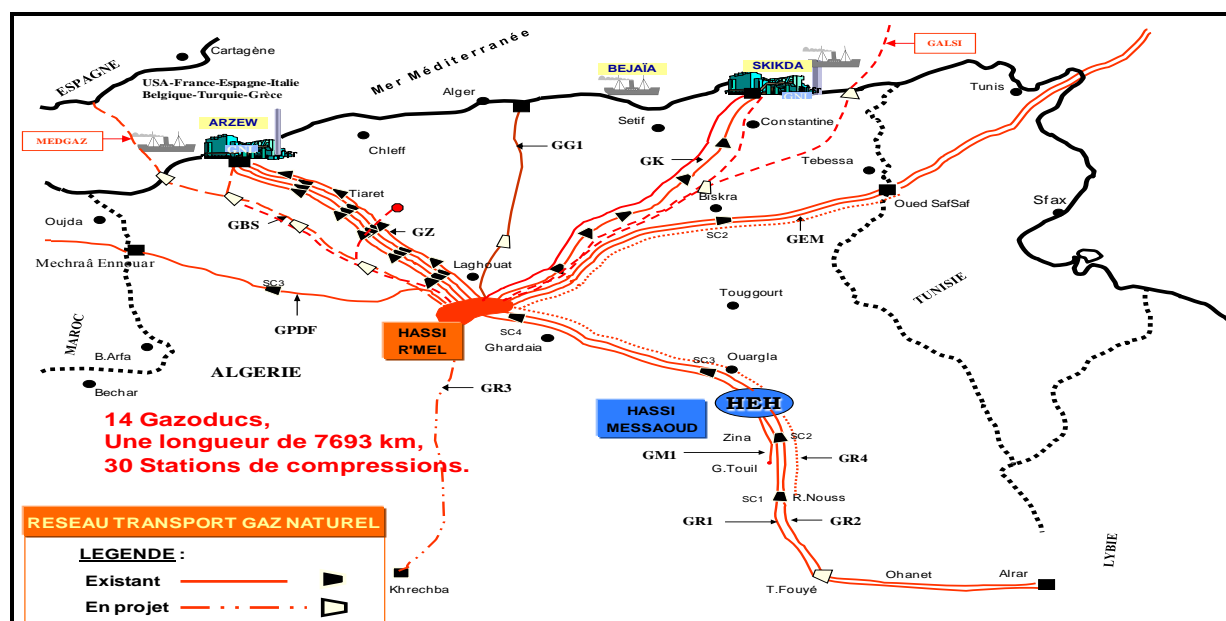 Cartagène
ESPAGNE
USA-France-Espagne-Italie
Belgique-Turquie-Grèce
Mer Méditerranée
GALSI
BEJAÏA
SKIKDA
GNL
Alger
Tunis
MEDGAZ
ARZEW
GNL
Chleff
Setif
Constantine
GG1
GK
Tebessa
Tiaret
Biskra
Oued SafSaf
Sfax
Oujda
GBS
GZ
SC2
GEM
Mechraâ Ennouar
Laghouat
SC3
Touggourt
TUNISIE
GPDF
HASSI
R'MEL
SC4
Ghardaia
MAROC
B.Arfa
ALGERIE
Bechar
GR3
SC3
Ouargla
HEH
HASSI
MESSAOUD
14 Gazoducs,
Une longueur de 7693 km,
30 Stations de compressions.
Zina
SC2
GM1
G.Touil
GR4
SC1
R.Nouss
GR1
GR2
LYBIE
RESEAU TRANSPORT GAZ NATUREL
LEGENDE :
Existant
En projet
Khrechba
T.Fouyé
Ohanet
Alrar